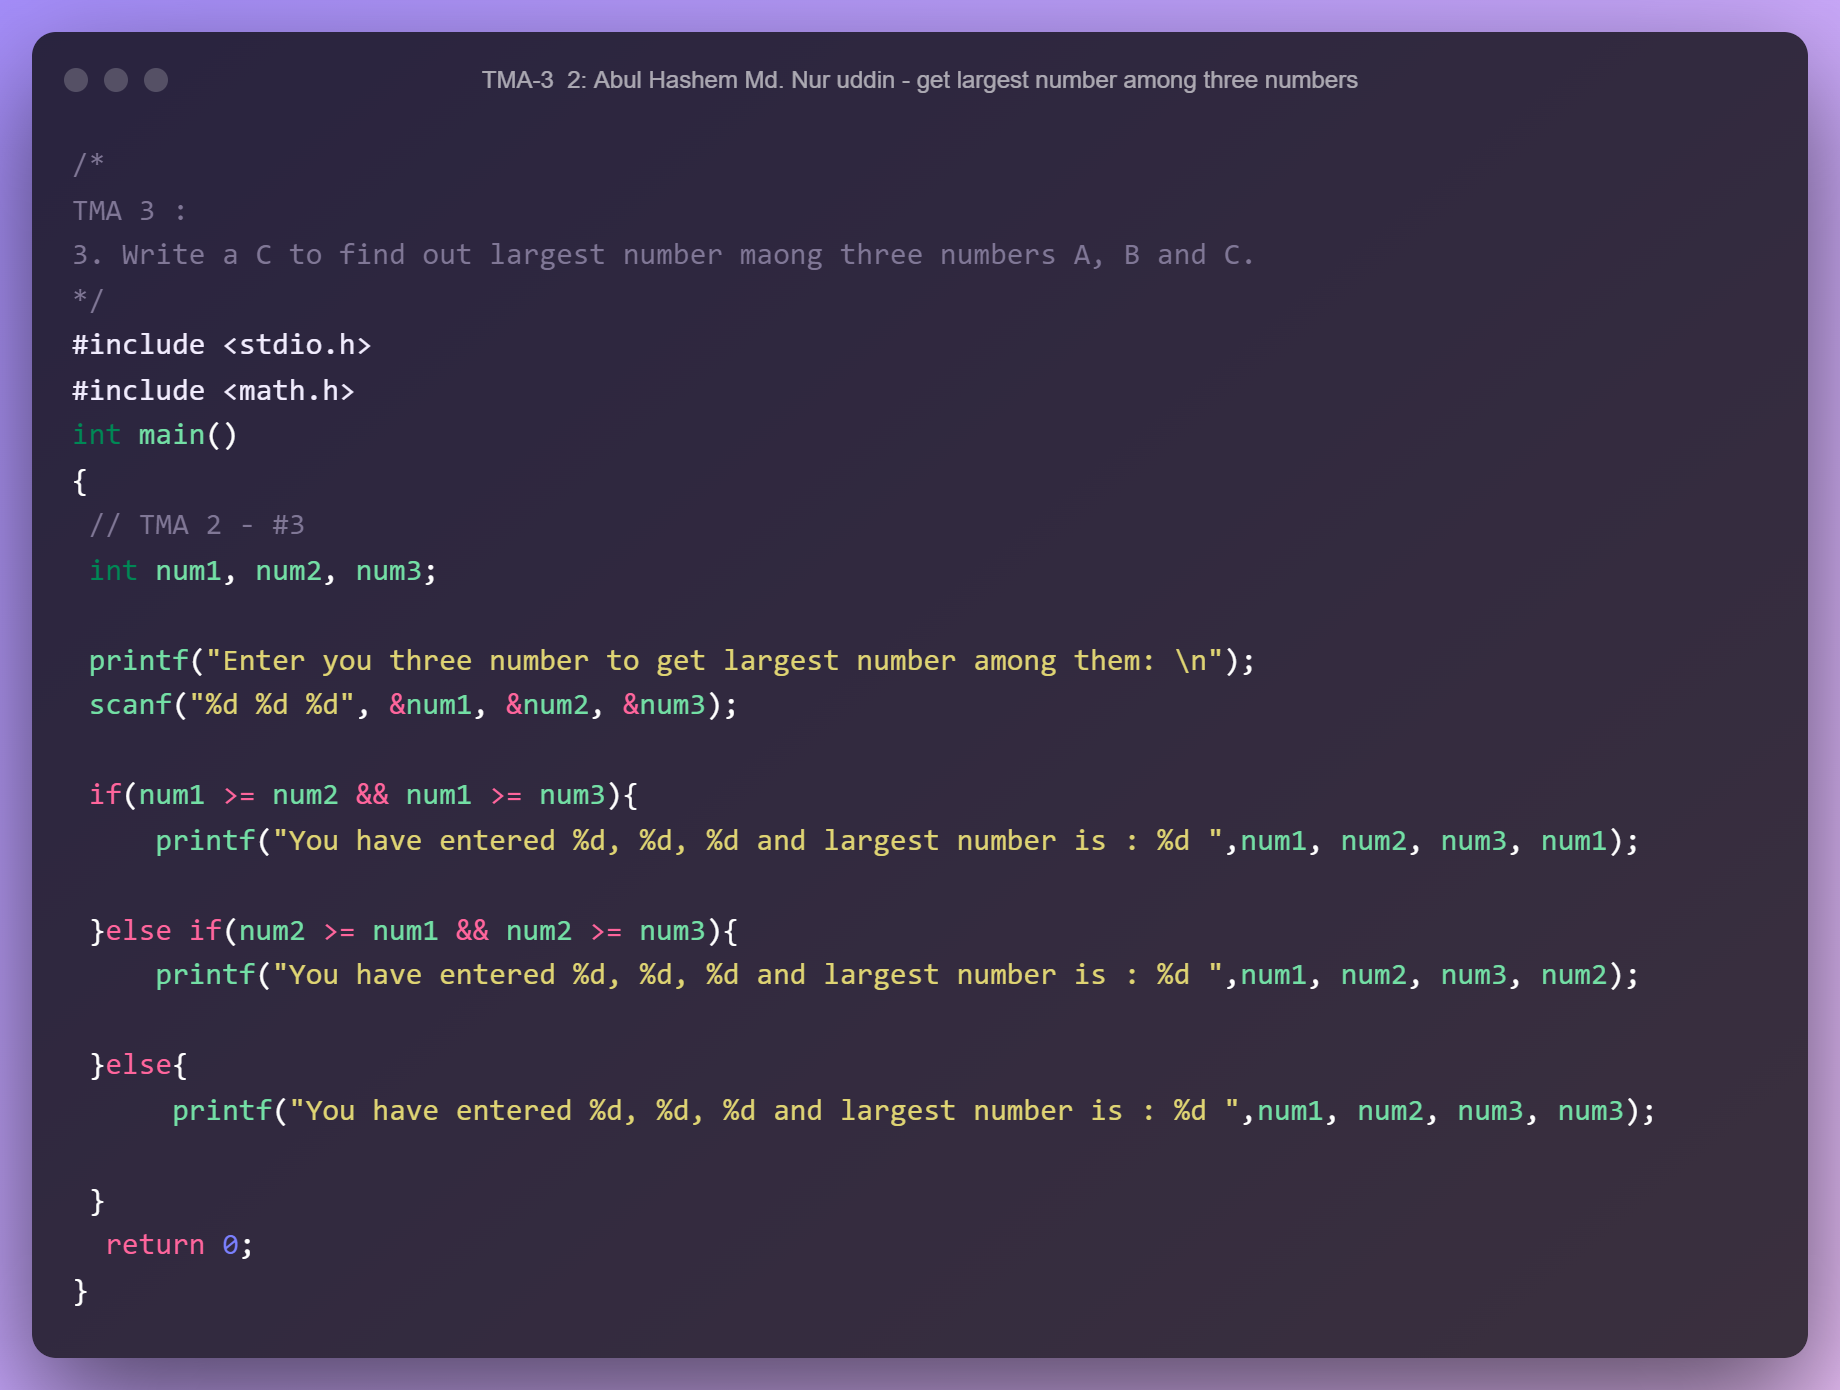 TMA-3  2: Abul Hashem Md. Nur uddin - get largest number among three numbers
/*
TMA 3 :
3. Write a C to find out largest number maong three numbers A, B and C.
*/
#include <stdio.h>
#include <math.h>
int main()
{
 // TMA 2 - #3
 int num1, num2, num3;

 printf("Enter you three number to get largest number among them: \n");
 scanf("%d %d %d", &num1, &num2, &num3);

 if(num1 >= num2 && num1 >= num3){
     printf("You have entered %d, %d, %d and largest number is : %d ",num1, num2, num3, num1);

 }else if(num2 >= num1 && num2 >= num3){
     printf("You have entered %d, %d, %d and largest number is : %d ",num1, num2, num3, num2);

 }else{
      printf("You have entered %d, %d, %d and largest number is : %d ",num1, num2, num3, num3);

 }
  return 0;
}